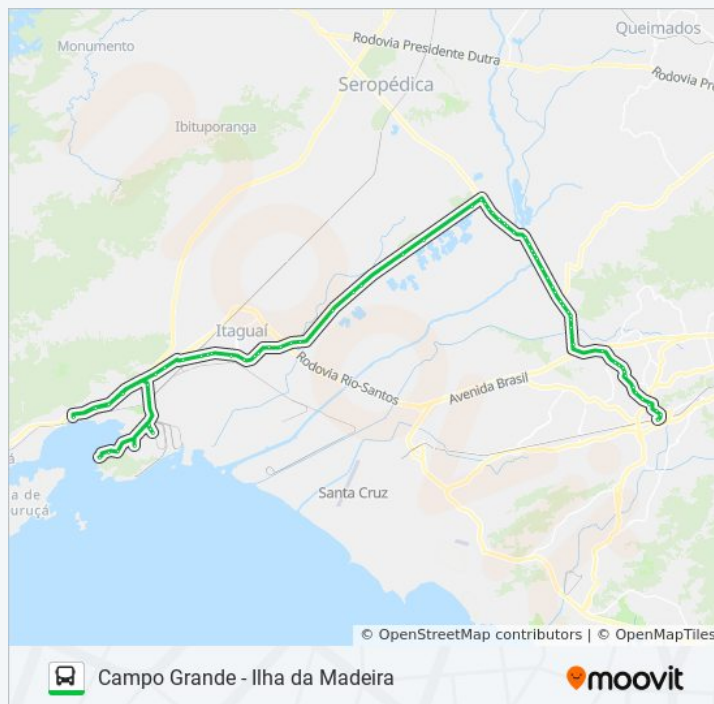 Monumento
Queimados
Rodovia Presidente Dutra
Seropédica
Rodovia Pre
Ibituporanga
Itaguaí
Rodovia Rio-Santos
Avenida Brasil
Santa Cruz
a de
uruçá
© OpenStreetMap contributors | © OpenMapTiles
Campo Grande - Ilha da Madeira
moovit